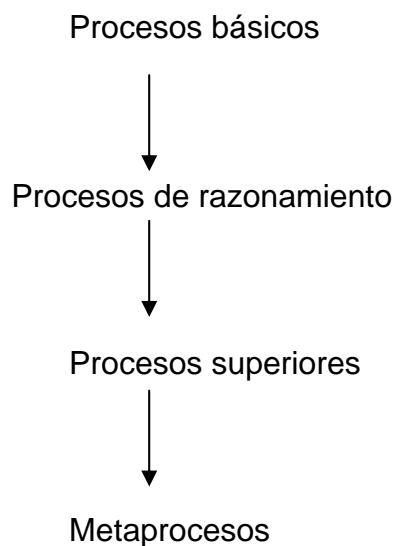 Procesos básicos
Procesos de razonamiento
Procesos superiores
Metaprocesos